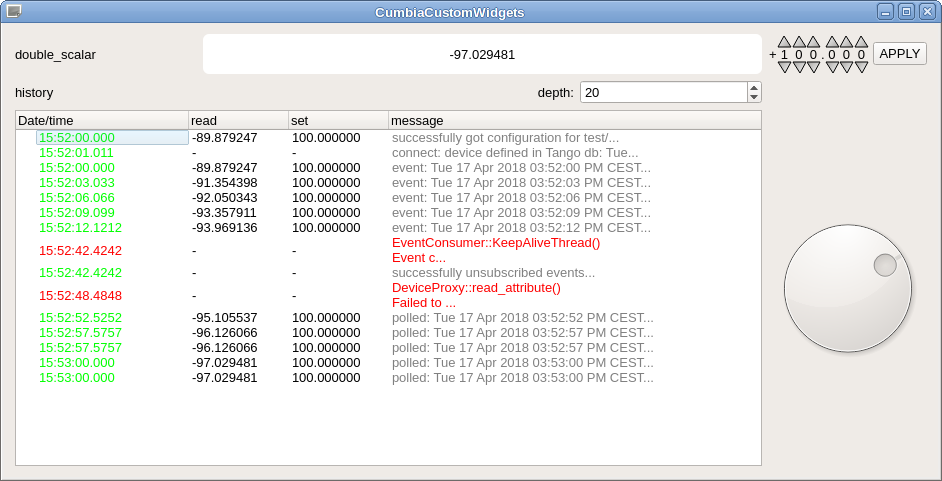 CumbiaCustomWidgets
double_scalar -97.029481 +100.000 APPLY
history depth: 20
Date/time read set message
15:52:00.000 -89.879247 100.000000 successfully got configuration for test/...
15:52:01.011 - - connect: device defined in Tango db: Tue...
15:52:00.000 -89.879247 100.000000 event: Tue 17 Apr 2018 03:52:00 PM CEST...
15:52:03.033 -91.354398 100.000000 event: Tue 17 Apr 2018 03:52:03 PM CEST...
15:52:06.066 -92.050343 100.000000 event: Tue 17 Apr 2018 03:52:06 PM CEST...
15:52:09.099 -93.357911 100.000000 event: Tue 17 Apr 2018 03:52:09 PM CEST...
15:52:12.1212 -93.969136 100.000000 event: Tue 17 Apr 2018 03:52:12 PM CEST...
15:52:42.4242 - - EventConsumer::KeepAliveThread()
Event c...
15:52:42.4242 - - successfully unsubscribed events...
15:52:48.4848 - - DeviceProxy::read_attribute()
Failed to ...
15:52:52.5252 -95.105537 100.000000 polled: Tue 17 Apr 2018 03:52:52 PM CEST...
15:52:57.5757 -96.126066 100.000000 polled: Tue 17 Apr 2018 03:52:57 PM CEST...
15:52:57.5757 -96.126066 100.000000 polled: Tue 17 Apr 2018 03:52:57 PM CEST...
15:53:00.000 -97.029481 100.000000 polled: Tue 17 Apr 2018 03:53:00 PM CEST...
15:53:00.000 -97.029481 100.000000 polled: Tue 17 Apr 2018 03:53:00 PM CEST...